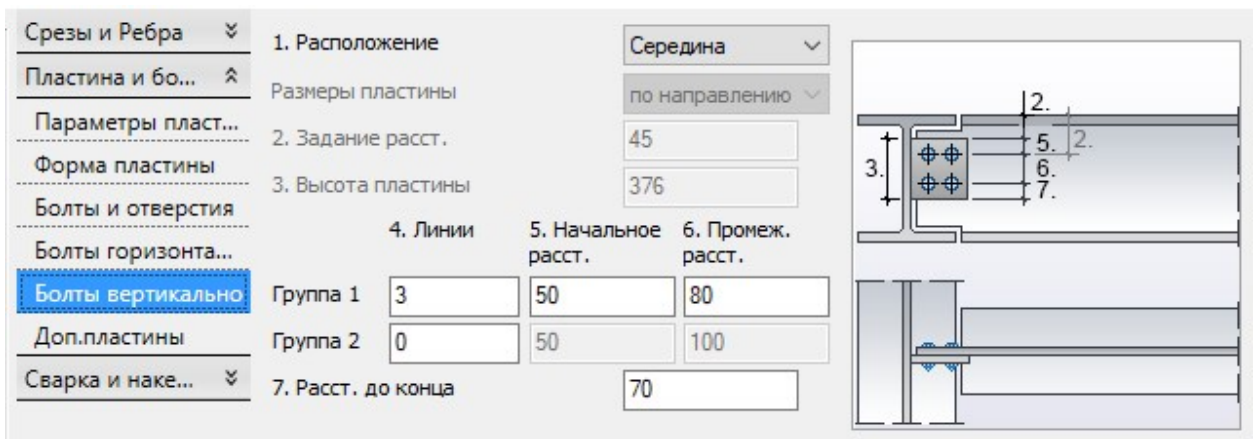 Срезы и Ребра
Пластина и бо...
Параметры пласт...
Форма пластины
Болты и отверстия
Болты горизонта...
Болты вертикально
Доп.пластины
Сварка и наке...
1. Расположение Середина
Размеры пластины по направлению
2. Задание расст. 45
3. Высота пластины 376
4. Линии 5. Начальное расст. 6. Промеж. расст.
Группа 1 3 50 80
Группа 2 0 50 100
7. Расст. до конца 70
2.
5. 2.
3. 6.
7.